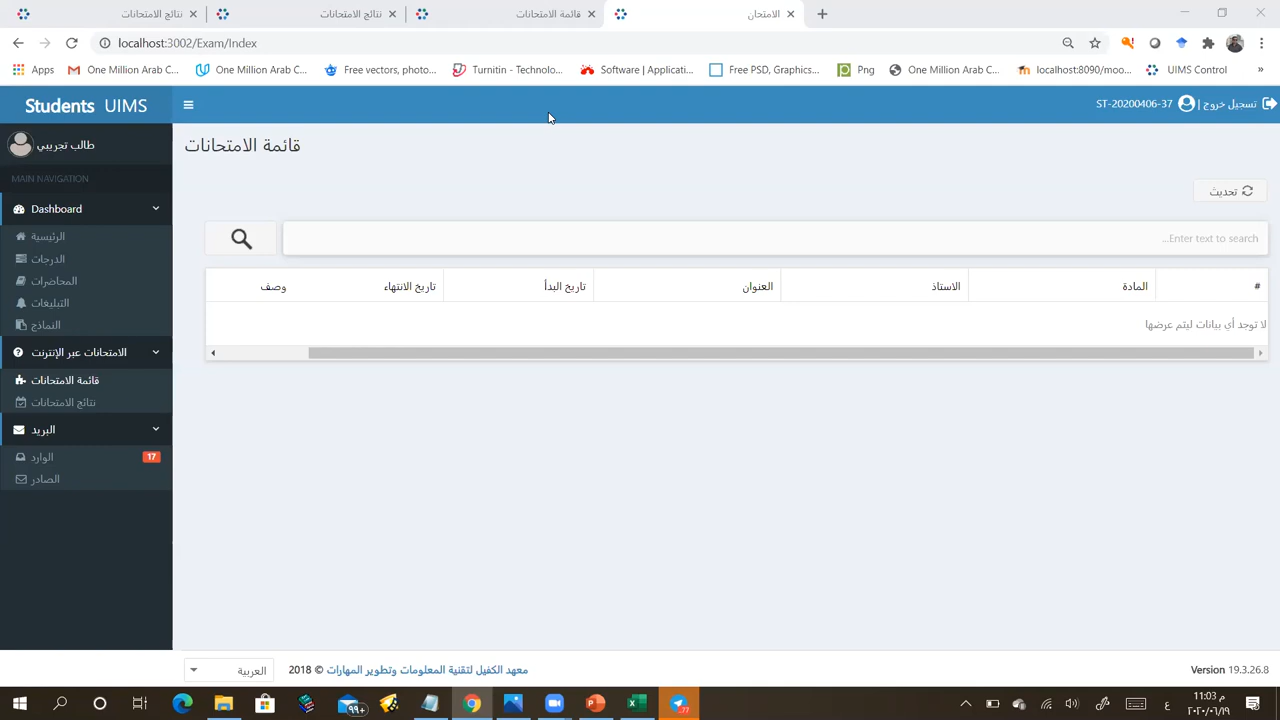 نتائج الامتحانات
نتائج الامتحانات
قائمة الامتحانات
الامتحان
localhost:3002/Exam/Index
Apps
One Million Arab C...
One Million Arab C...
Free vectors, photo...
Turnitin - Technolo...
Software | Applicati...
Free PSD, Graphics...
Png
One Million Arab C...
localhost:8090/moo...
UIMS Control
»
Students UIMS
ST-20200406-37
تسجيل خروج |
طالب تجريبي
قائمة الامتحانات
MAIN NAVIGATION
تحديث
Dashboard
الرئيسية
الدرجات
المحاضرات
التبليغات
النماذج
الامتحانات عبر الإنترنت
قائمة الامتحانات
نتائج الامتحانات
البريد
الوارد
17
الصادر
Enter text to search...
#
المادة
الاستاذ
العنوان
تاريخ البدأ
تاريخ الانتهاء
وصف
لا توجد أي بيانات ليتم عرضها
العربية
معهد الكفيل لتقنية المعلومات وتطوير المهارات © 2018
Version 19.3.26.8
99+
77
ع
11:03 م
٢٠٢٠/٠٦/١٩